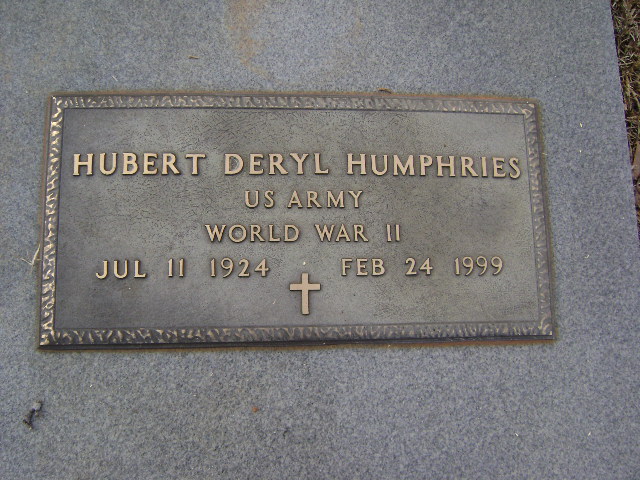 HUBERT DERYL HUMPHRIES
US ARMY
WORLD WAR II
JUL 11 1924 FEB 24 1999